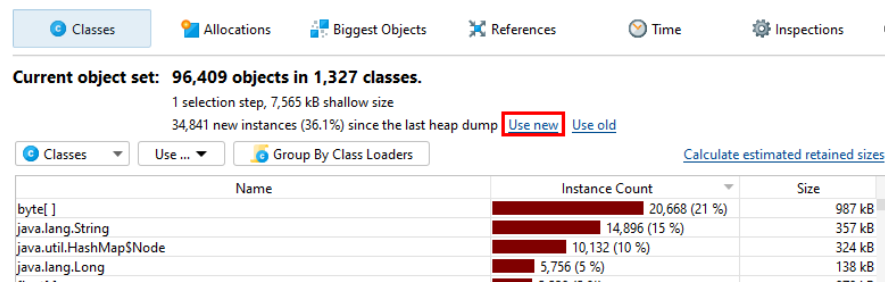 Classes Allocations Biggest Objects References Time Inspections
Current object set: 96,409 objects in 1,327 classes.
1 selection step, 7,565 kB shallow size
34,841 new instances (36.1%) since the last heap dump Use new Use old
Classes Use ... Group By Class Loaders Calculate estimated retained sizes
Name Instance Count Size
byte[ ] 20,668 (21 %) 987 kB
java.lang.String 14,896 (15 %) 357 kB
java.util.HashMap$Node 10,132 (10 %) 324 kB
java.lang.Long 5,756 (5 %) 138 kB